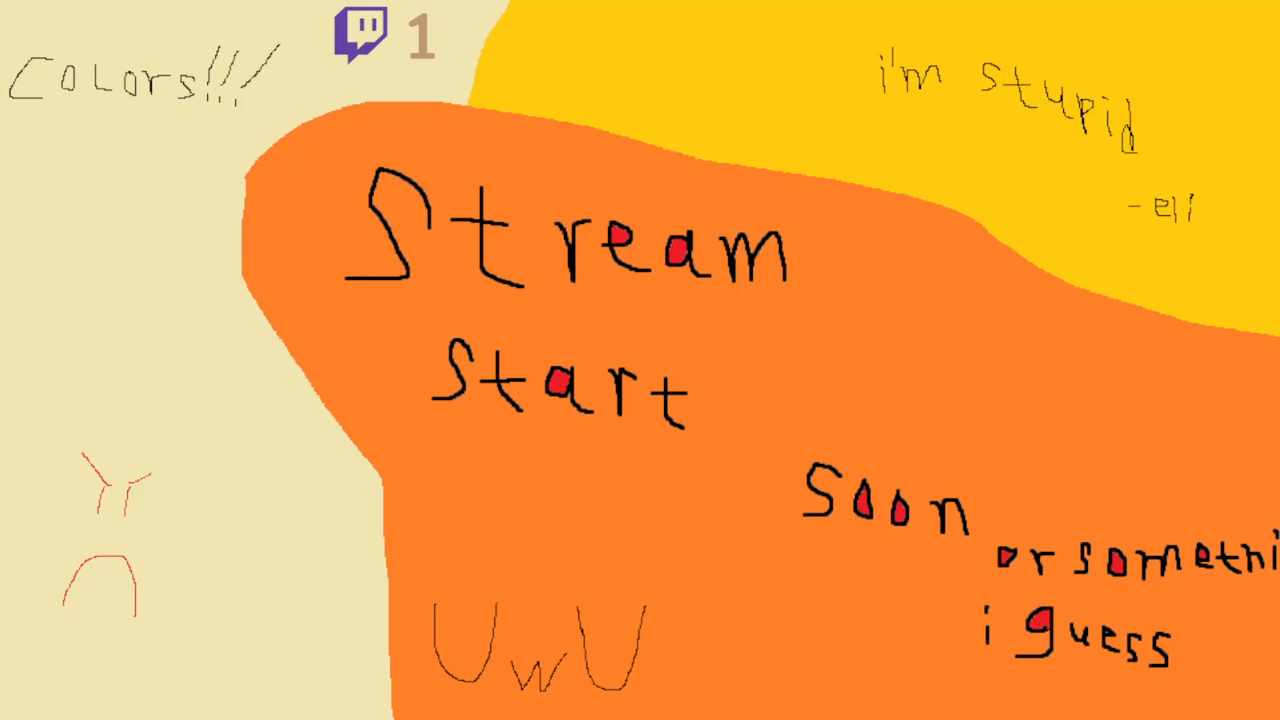 Colors!!!
1
i'm stupid
- eli
Stream
start
soon
or somethi
i guess
UwU